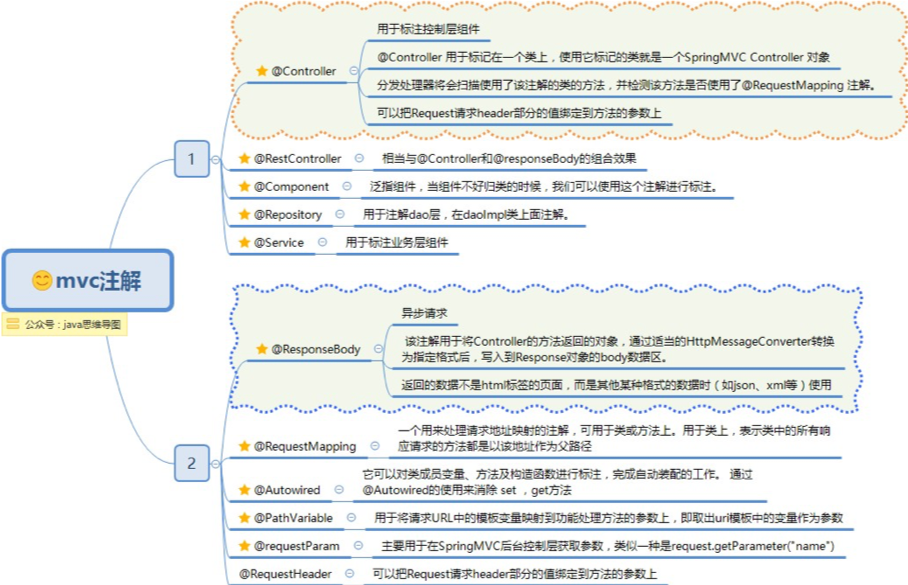 mvc注解
公众号：java思维导图
1
@Controller
用于标注控制层组件
@Controller 用于标记在一个类上，使用它标记的类就是一个SpringMVC Controller 对象
分发处理器将会扫描使用了该注解的类的方法，并检测该方法是否使用了@RequestMapping 注解。
可以把Request请求header部分的值绑定到方法的参数上
@RestController
相当与@Controller和@responseBody的组合效果
@Component
泛指组件，当组件不好归类的时候，我们可以使用这个注解进行标注。
@Repository
用于注解dao层，在daoImpl类上面注解。
@Service
用于标注业务层组件
2
@ResponseBody
异步请求
该注解用于将Controller的方法返回的对象，通过适当的HttpMessageConverter转换
为指定格式后，写入到Response对象的body数据区。
返回的数据不是html标签的页面，而是其他某种格式的数据时（如json、xml等）使用
@RequestMapping
一个用来处理请求地址映射的注解，可用于类或方法上。用于类上，表示类中的所有响
应请求的方法都是以该地址作为父路径
@Autowired
它可以对类成员变量、方法及构造函数进行标注，完成自动装配的工作。 通过
@Autowired的使用来消除 set ，get方法
@PathVariable
用于将请求URL中的模板变量映射到功能处理方法的参数上，即取出uri模板中的变量作为参数
@requestParam
主要用于在SpringMVC后台控制层获取参数，类似一种是request.getParameter("name")
@RequestHeader
可以把Request请求header部分的值绑定到方法的参数上